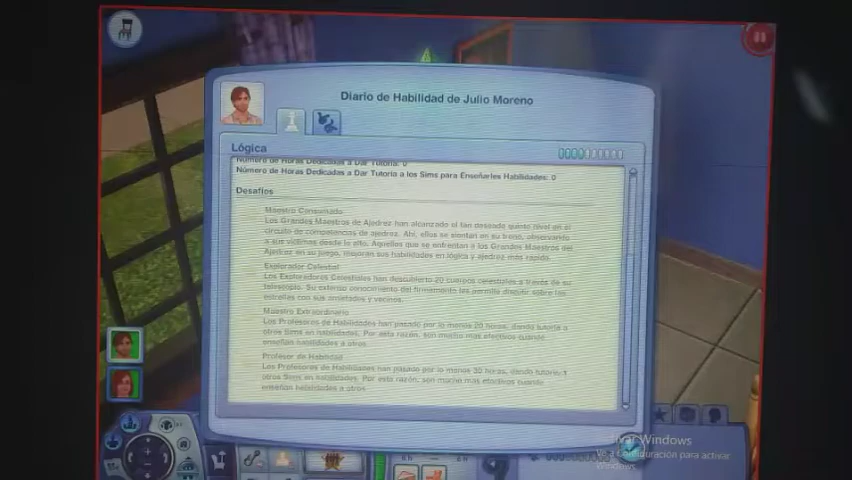 Diario de Habilidad de Julio Moreno
Lógica
Número de Horas Dedicadas a Dar Tutoría: 0
Número de Horas Dedicadas a Dar Tutoría a los Sims para Enseñarles Habilidades: 0
Desafíos
Maestro Consumado
Los Grandes Maestros de Ajedrez han alcanzado el tan deseado quinto nivel en el
círculo de competencias de ajedrez. Ahí, ellos se sientan en su trono, observando
a sus víctimas desde lo alto. Aquellos que se enfrentan a los Grandes Maestros del
Ajedrez en su juego, mejoran sus habilidades en lógica y ajedrez más rápido.
Explorador Celestial
Los Exploradores Celestiales han descubierto 20 cuerpos celestiales a través de su
telescopio. Su extenso conocimiento del firmamento les permite discutir sobre las
estrellas con sus amistades y vecinos.
Maestro Extraordinario
Los Profesores de Habilidades han pasado por lo menos 20 horas, dando tutoría a
otros Sims en habilidades. Por esta razón, son mucho más efectivos cuando
enseñan habilidades a otros.
Profesor de Habilidad
Los Profesores de Habilidades han pasado por lo menos 30 horas, dando tutoría a
otros Sims en habilidades. Por esta razón, son mucho más efectivos cuando
enseñan habilidades a otros.
Windows
Ve a Configuración para activar
Windows.